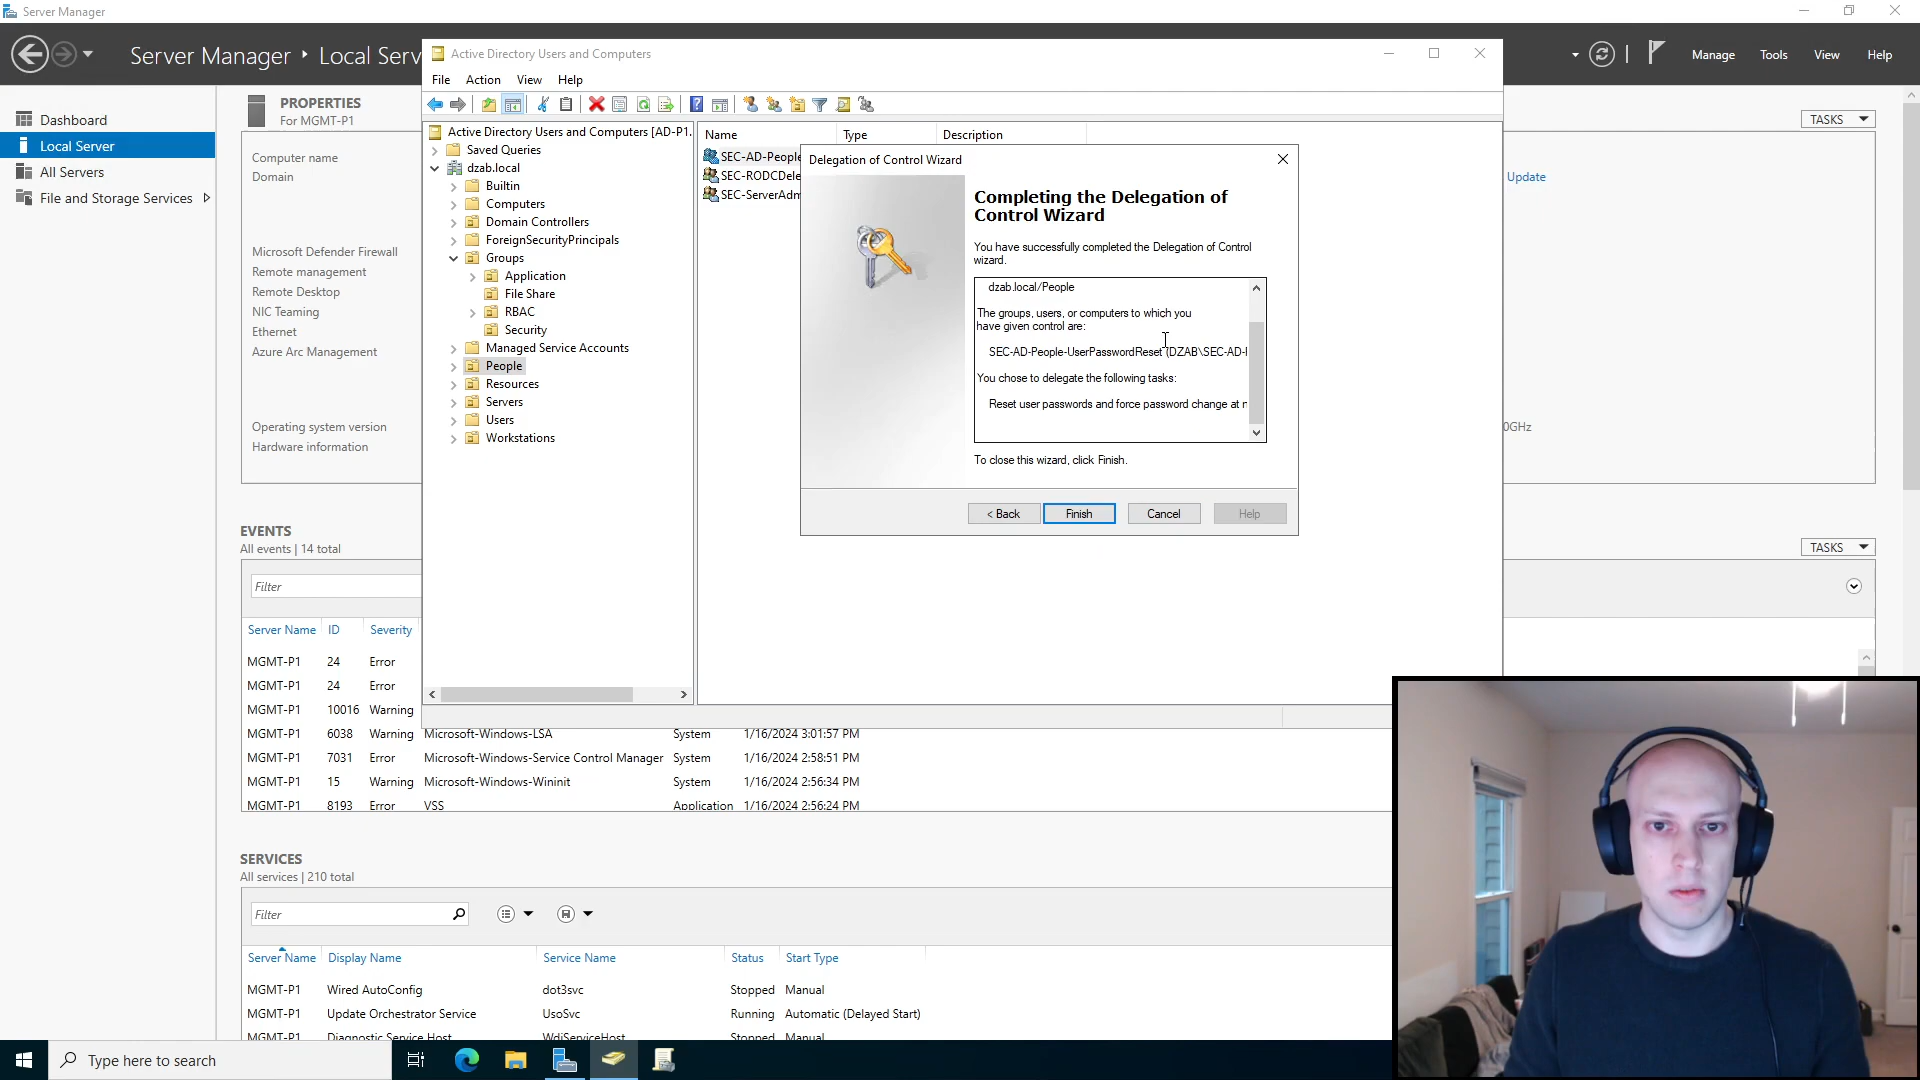 Server Manager
Server Manager
Local Serv
Manage
Tools
View
Help
Dashboard
Local Server
All Servers
File and Storage Services
PROPERTIES
For MGMT-P1
TASKS
Computer name
Domain
Update
Microsoft Defender Firewall
Remote management
Remote Desktop
NIC Teaming
Ethernet
Azure Arc Management
Operating system version
Hardware information
0GHz
Active Directory Users and Computers
File
Action
View
Help
Active Directory Users and Computers [AD-P1.
Saved Queries
dzab.local
Builtin
Computers
Domain Controllers
ForeignSecurityPrincipals
Groups
Application
File Share
RBAC
Security
Managed Service Accounts
People
Resources
Servers
Users
Workstations
Name
Type
Description
SEC-AD-People
SEC-RODCDele
SEC-ServerAdm
Delegation of Control Wizard
Completing the Delegation of
Control Wizard
You have successfully completed the Delegation of Control
wizard.
dzab.local/People
The groups, users, or computers to which you
have given control are:
SEC-AD-People-UserPasswordReset (DZAB\SEC-AD-
You chose to delegate the following tasks:
Reset user passwords and force password change at
To close this wizard, click Finish.
< Back
Finish
Cancel
Help
EVENTS
All events | 14 total
TASKS
Filter
Server Name
ID
Severity
MGMT-P1 24 Error
MGMT-P1 24 Error
MGMT-P1 10016 Warning
MGMT-P1 6038 Warning Microsoft-Windows-LSA System 1/16/2024 3:01:57 PM
MGMT-P1 7031 Error Microsoft-Windows-Service Control Manager System 1/16/2024 2:58:51 PM
MGMT-P1 15 Warning Microsoft-Windows-Wininit System 1/16/2024 2:56:34 PM
MGMT-P1 8193 Error VSS Application 1/16/2024 2:56:24 PM
SERVICES
All services | 210 total
Filter
Server Name Display Name Service Name Status Start Type
MGMT-P1 Wired AutoConfig dot3svc Stopped Manual
MGMT-P1 Update Orchestrator Service UsoSvc Running Automatic (Delayed Start)
MGMT-P1 Diagnostic Service Host WdiServiceHost Stopped Manual
Type here to search